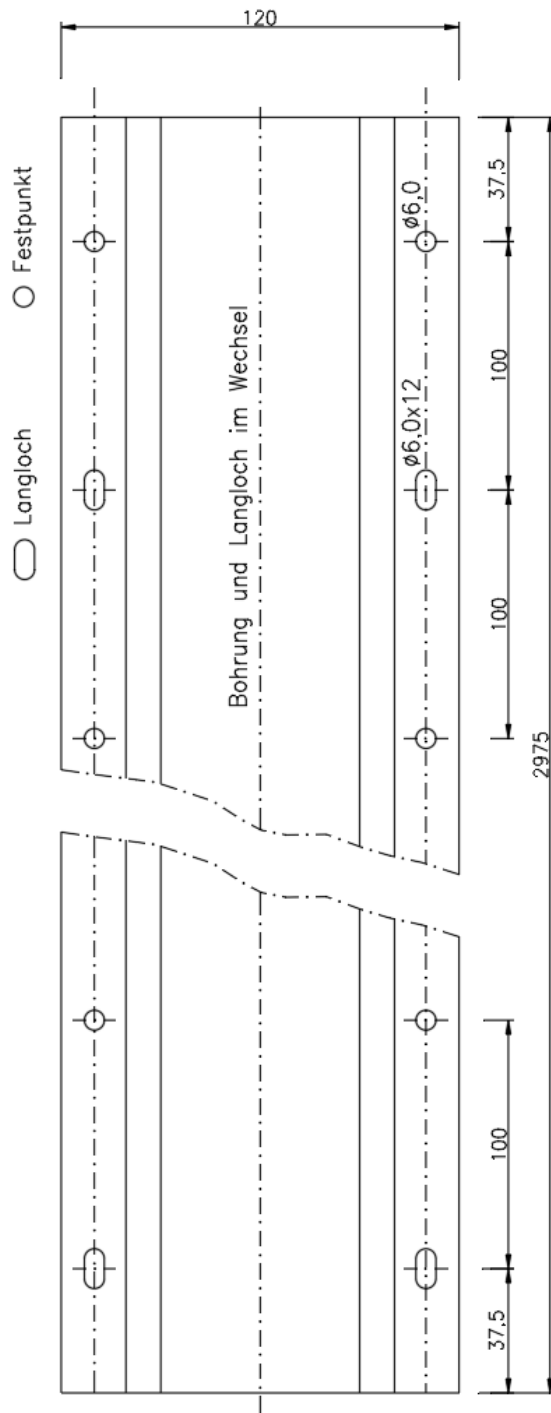 120
Festpunkt
Langloch
Bohrung und Langloch im Wechsel
ø6,0
ø6,0x12
37,5
100
100
2975
100
37,5